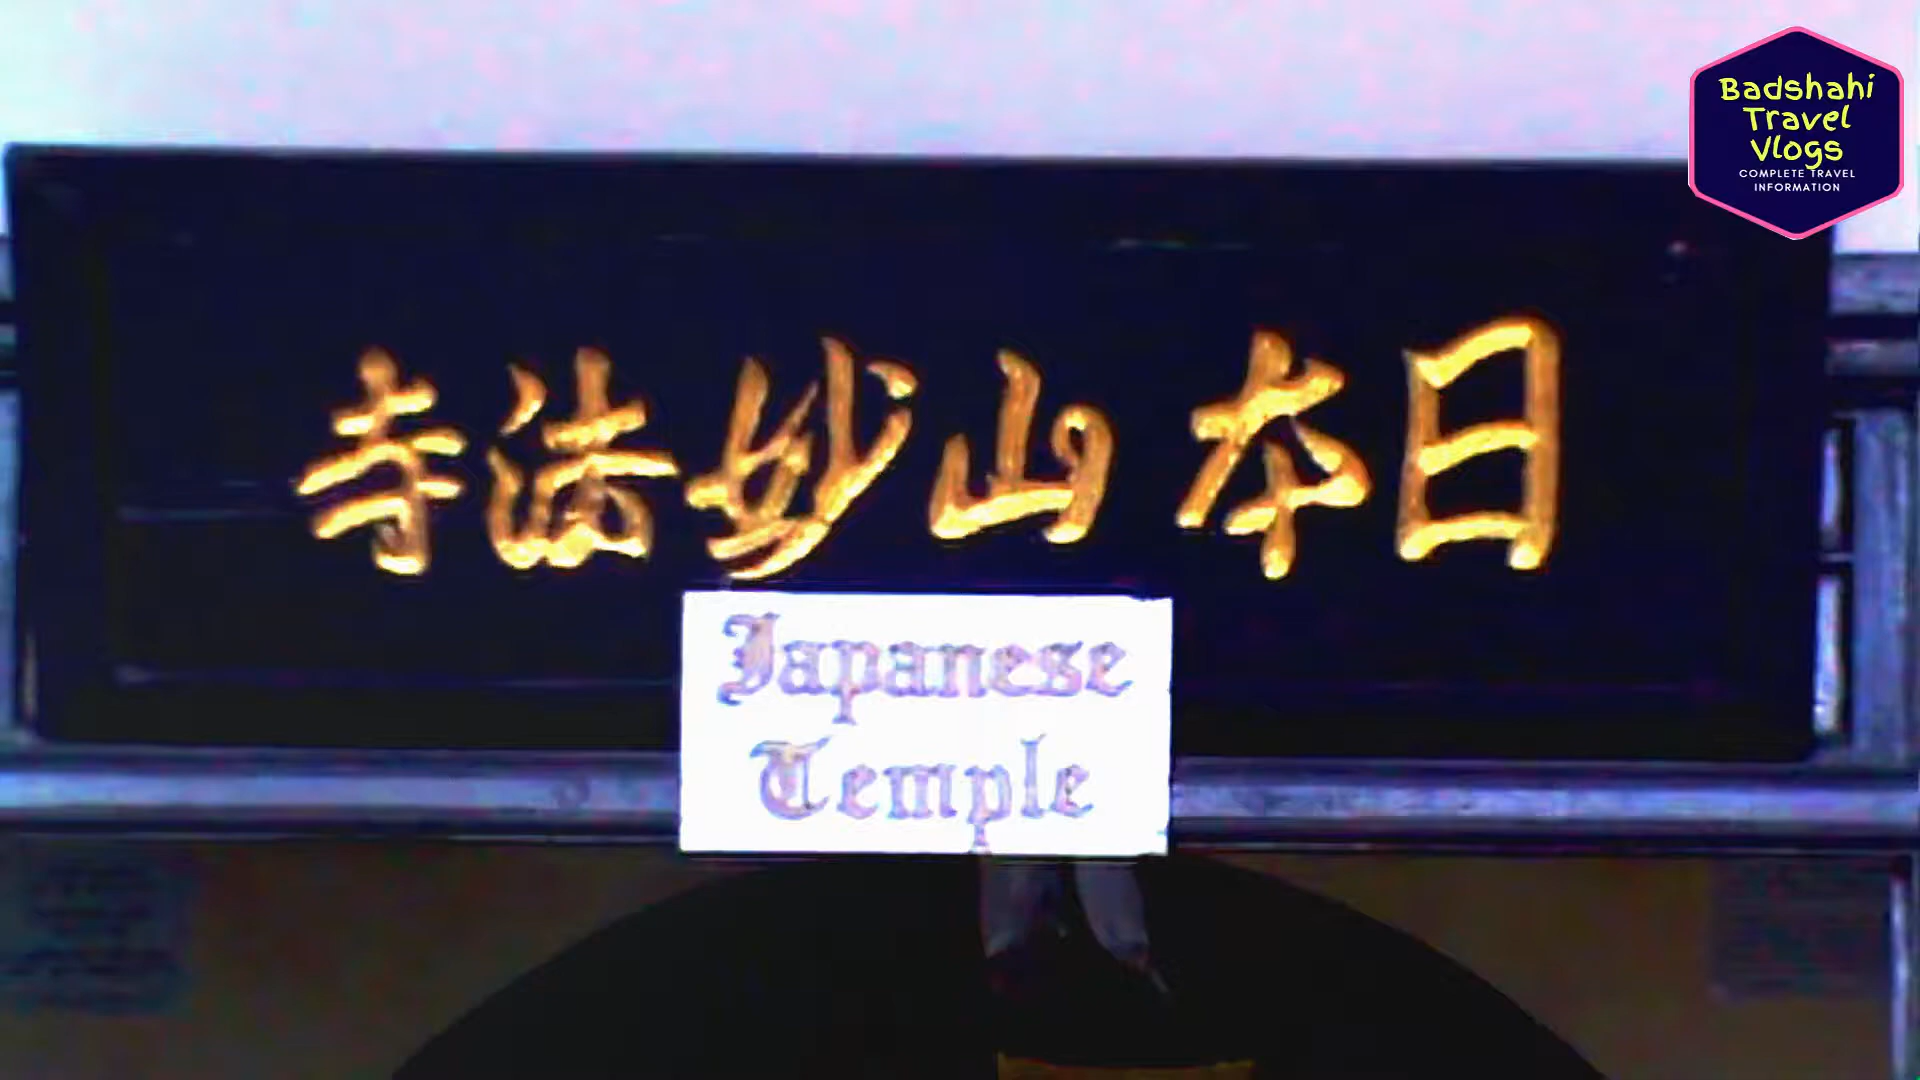 日本山妙法寺
Japanese
Temple
Badshahi
Travel
Vlogs
COMPLETE TRAVEL
INFORMATION